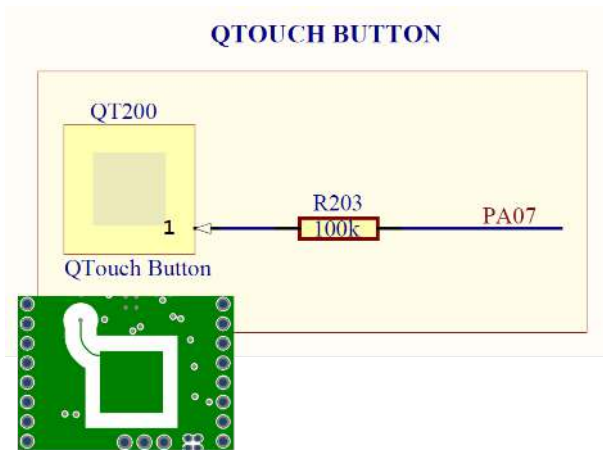 QTOUCH BUTTON
QT200
1
QTouch Button
R203
100k
PA07